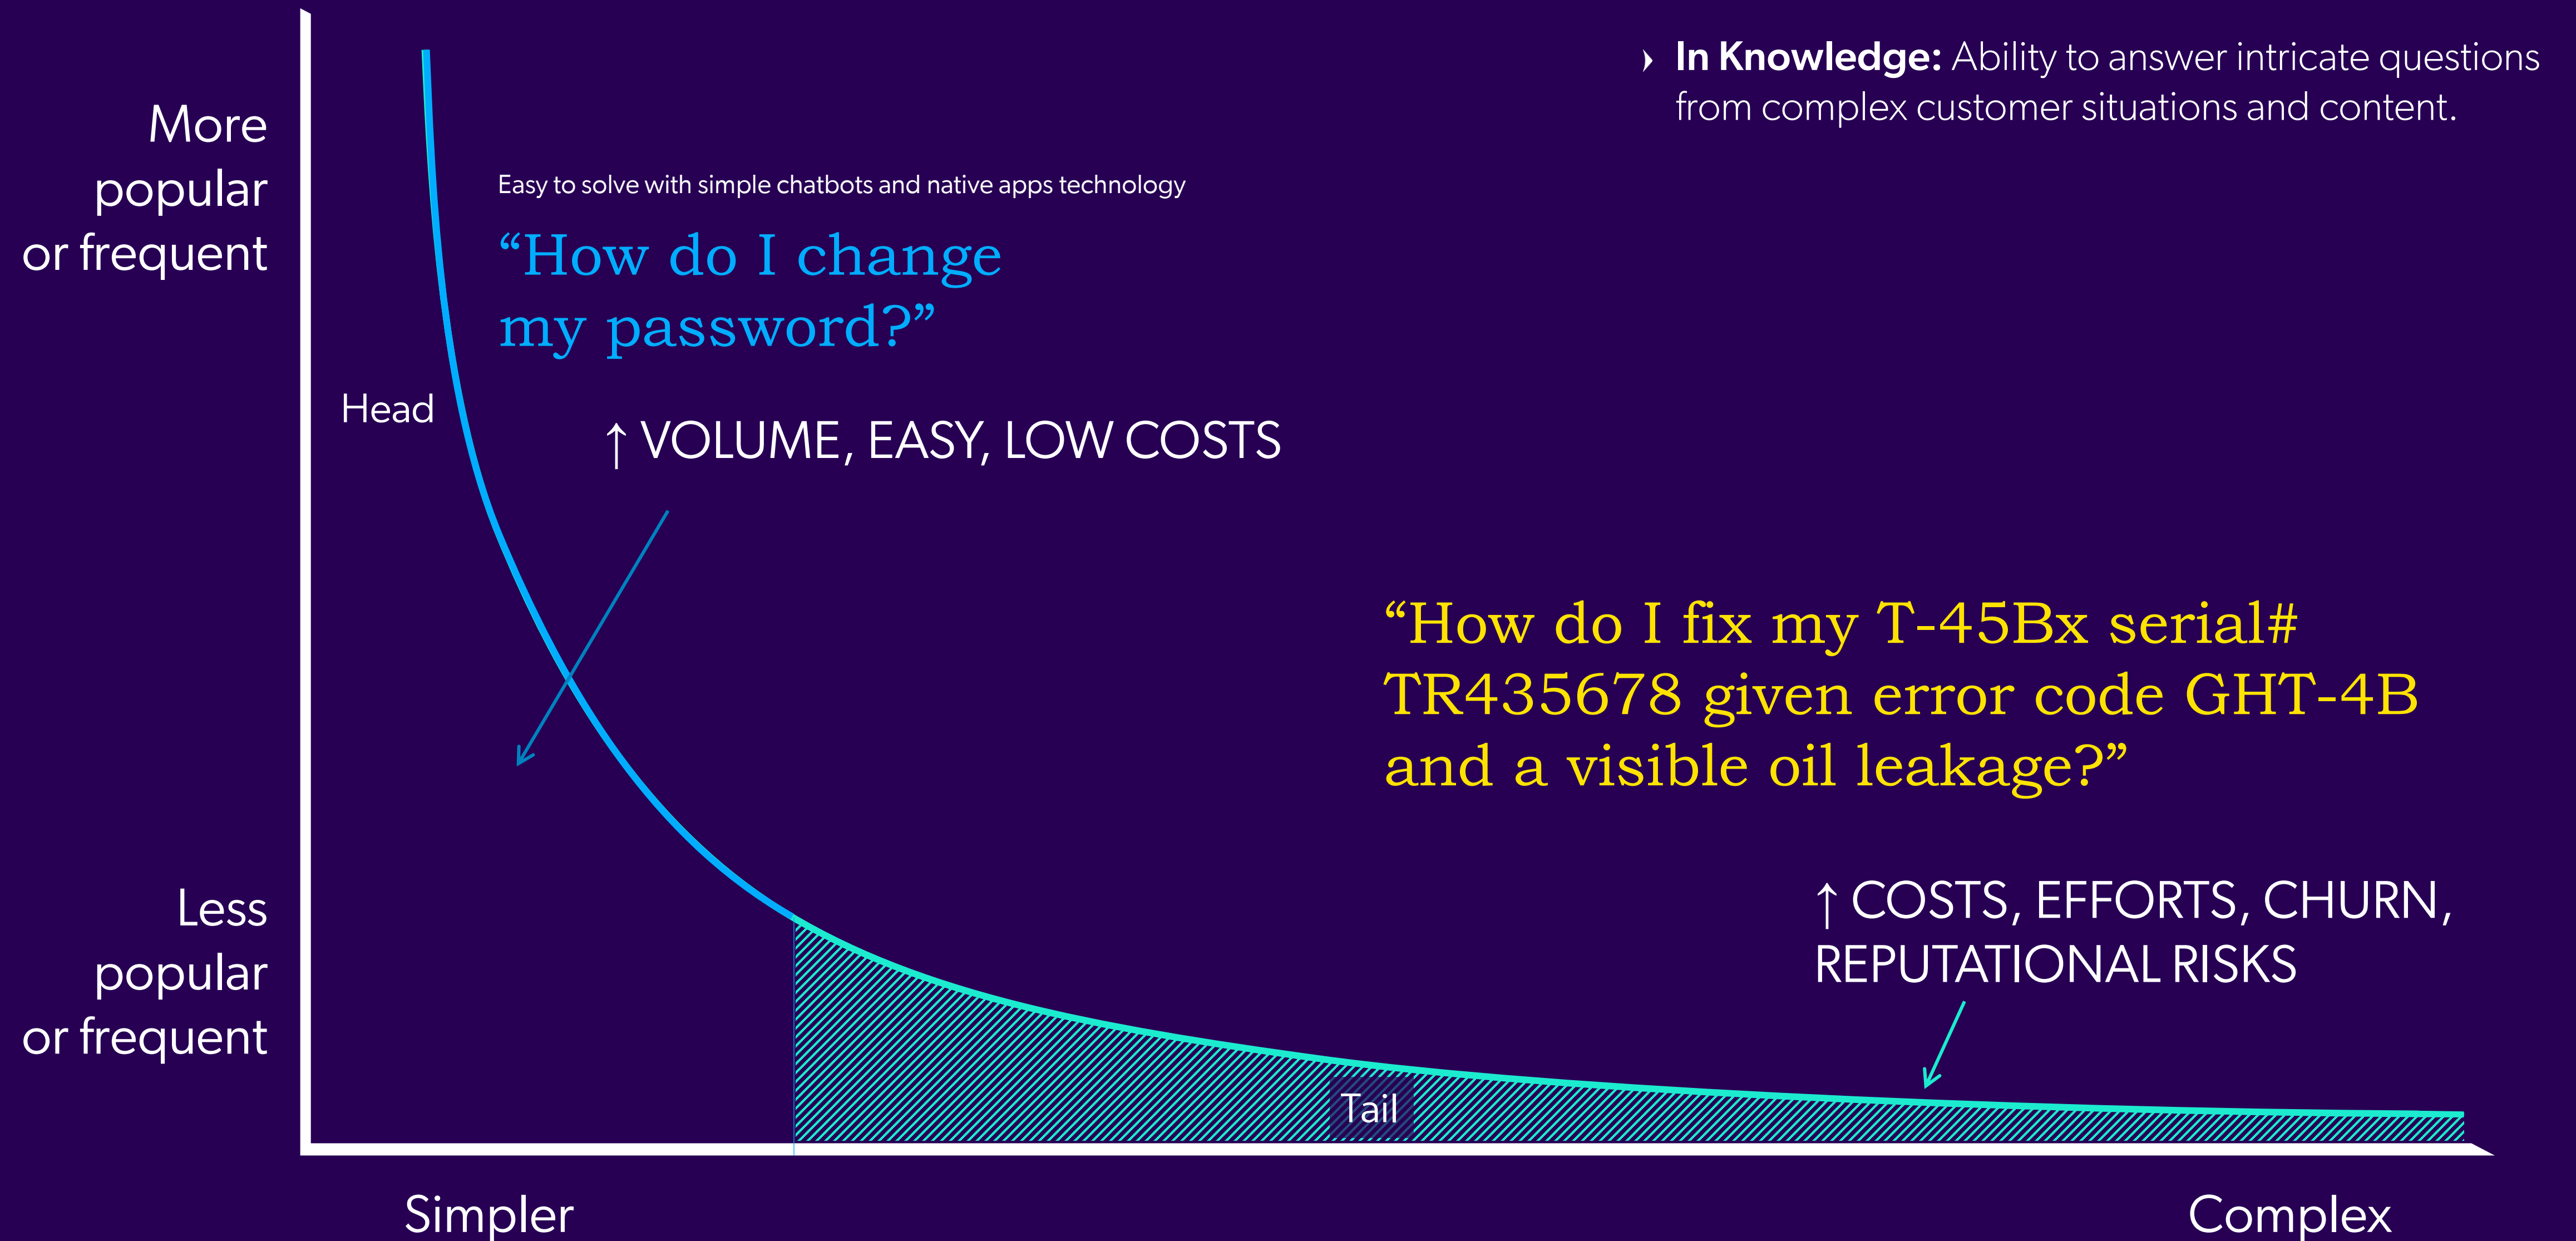 › In Knowledge: Ability to answer intricate questions
from complex customer situations and content.
More
popular
or frequent
Easy to solve with simple chatbots and native apps technology
“How do I change
my password?”
Head
↑ VOLUME, EASY, LOW COSTS
“How do I fix my T-45Bx serial#
TR435678 given error code GHT-4B
and a visible oil leakage?”
Less
popular
or frequent
↑ COSTS, EFFORTS, CHURN,
REPUTATIONAL RISKS
Tail
Simpler
Complex